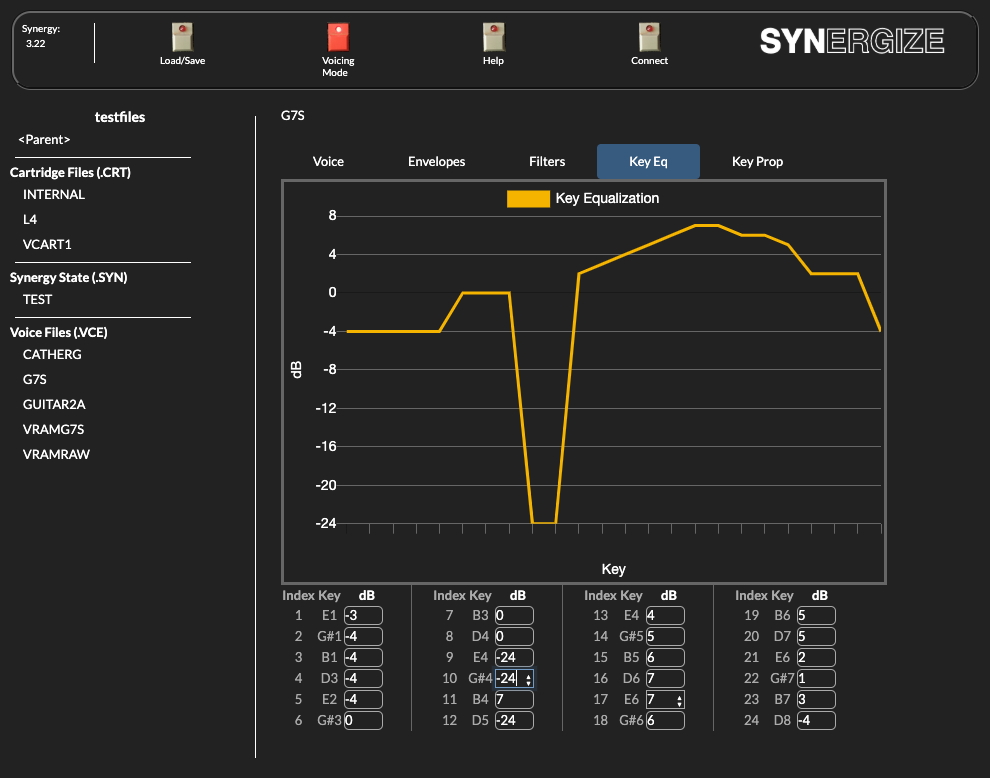 Synergy:
3.22
Load/Save
Voicing
Mode
Help
Connect
SYNERGIZE
testfiles
<Parent>
Cartridge Files (.CRT)
INTERNAL
L4
VCART1
Synergy State (.SYN)
TEST
Voice Files (.VCE)
CATHERG
G7S
GUITAR2A
VRAMG7S
VRAMRAW
G7S
Voice Envelopes Filters Key Eq Key Prop
Key Equalization
8
4
0
-4
-8
-12
-16
-20
-24
dB
Key
Index Key dB Index Key dB Index Key dB Index Key dB
1 E1 -3 7 B3 0 13 E4 4 19 B6 5
2 G#1 -4 8 D4 0 14 G#5 5 20 D7 5
3 B1 -4 9 E4 -24 15 B5 6 21 E6 2
4 D3 -4 10 G#4 -24 16 D6 7 22 G#7 1
5 E2 -4 11 B4 7 17 E6 7 23 B7 3
6 G#3 0 12 D5 -24 18 G#6 6 24 D8 -4